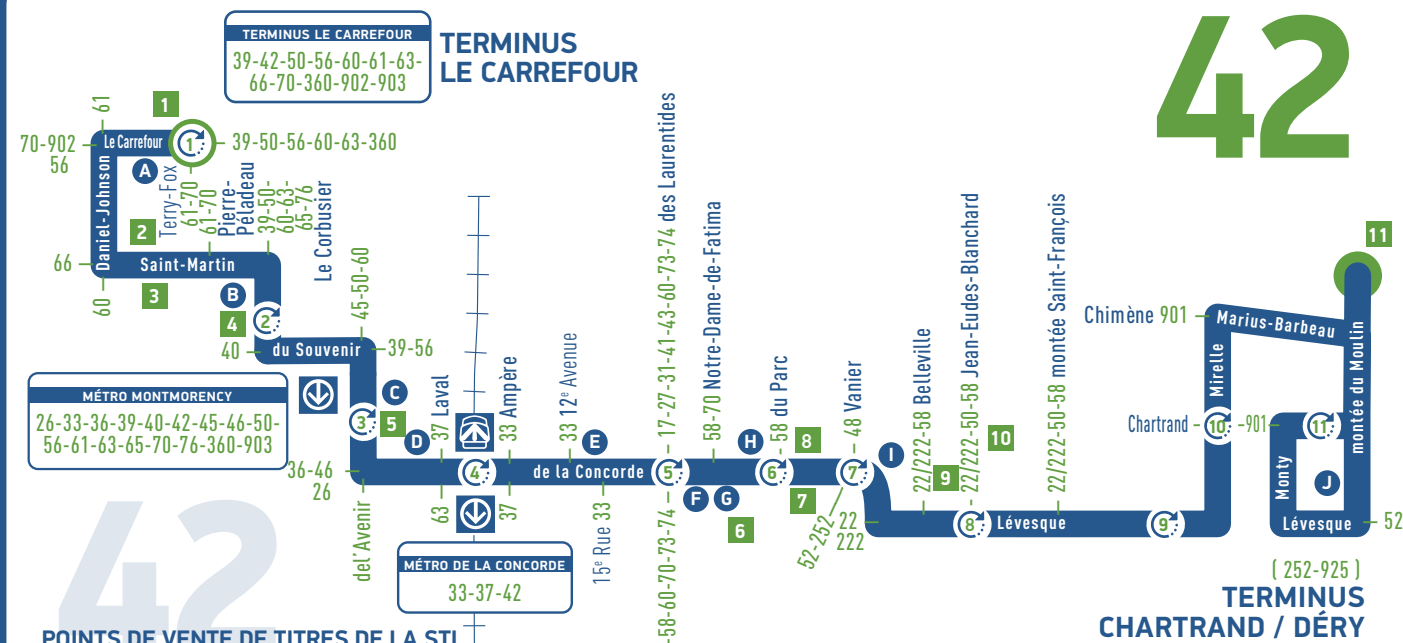 TERMINUS LE CARREFOUR
39-42-50-56-60-61-63-
66-70-360-902-903
TERMINUS
LE CARREFOUR
42
61
1
70-902
56
Le Carrefour
1
39-50-56-60-63-360
A
Daniel-Johnson
Terry-Fox
61-70
61-70
Pierre-
Péladeau
39-50-
60-63-
65-76
Le Corbusier
2
66
Saint-Martin
60
3
B
4
2
40
du Souvenir
45-50-60
39-56
MÉTRO MONTMORENCY
26-33-36-39-40-42-45-46-50-
56-61-63-65-70-76-360-903
C
3
5
36-46
26
de l'Avenir
D
37 Laval
63
4
33 Ampère
37
33 12e Avenue
E
de la Concorde
15e Rue 33
MÉTRO DE LA CONCORDE
33-37-42
17-27-31-41-43-60-73-74 des Laurentides
5
-58-60-70-73-74
58-70 Notre-Dame-de-Fatima
F
G
6
H
58 du Parc
6
8
7
48 Vanier
7
52-252
I
22
222
22/222-58 Belleville
9
22/222-50-58 Jean-Eudes-Blanchard
10
8
Lévesque
22/222-50-58 montée Saint-François
9
Chimène 901
Marius-Barbeau
Mirelle
Chartrand
10
-901-
11
11
montée du Moulin
Monty
J
Lévesque
52
( 252-925 )
TERMINUS
CHARTRAND / DÉRY
42
POINTS DE VENTE DE TITRES DE LA STL